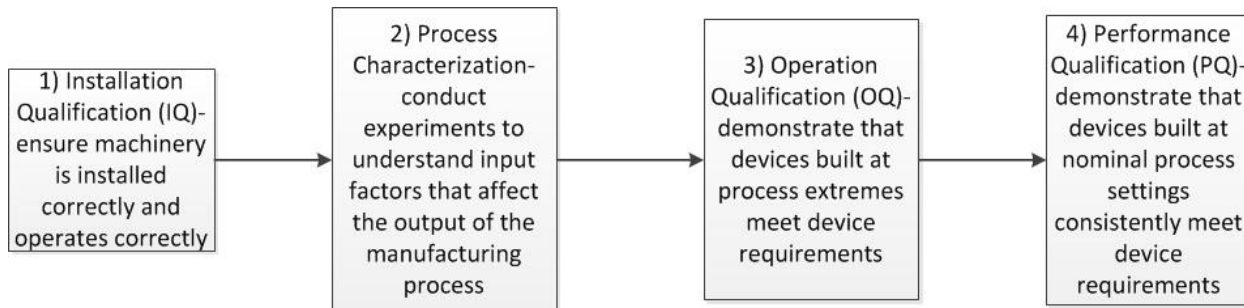 1) Installation
Qualification (IQ)-
ensure machinery
is installed
correctly and
operates correctly
2) Process
Characterization-
conduct
experiments to
understand input
factors that affect
the output of the
manufacturing
process
3) Operation
Qualification (OQ)-
demonstrate that
devices built at
process extremes
meet device
requirements
4) Performance
Qualification (PQ)-
demonstrate that
devices built at
nominal process
settings
consistently meet
device
requirements